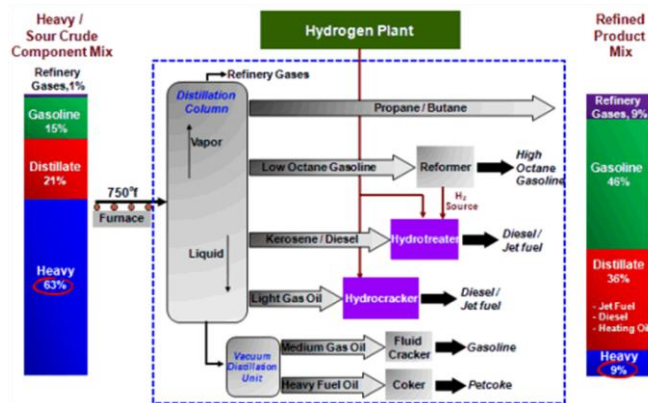 Heavy /
Sour Crude
Component Mix
Refinery
Gases,1%
Gasoline
15%
Distillate
21%
Heavy
63%
750°f
Furnace
Hydrogen Plant
Refinery Gases
Distillation
Column
Vapor
Liquid
Propane / Butane
Low Octane Gasoline
Reformer
High
Octane
Gasoline
H₂
Source
Kerosene / Diesel
Hydrotreater
Diesel /
Jet fuel
Light Gas Oil
Hydrocracker
Diesel /
Jet fuel
Vacuum
Distillation
Unit
Medium Gas Oil
Fluid
Cracker
Gasoline
Heavy Fuel Oil
Coker
Petcoke
Refined
Product
Mix
Refinery
Gases, 9%
Gasoline
46%
Distillate
36%
- Jet Fuel
- Diesel
- Heating Oil
Heavy
9%